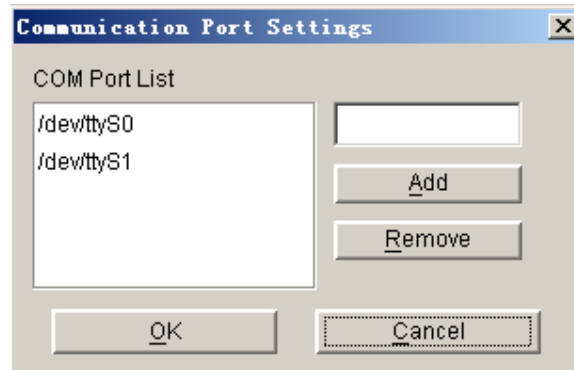 Communication Port Settings
COM Port List
/dev/ttyS0
/dev/ttyS1
Add
Remove
OK
Cancel